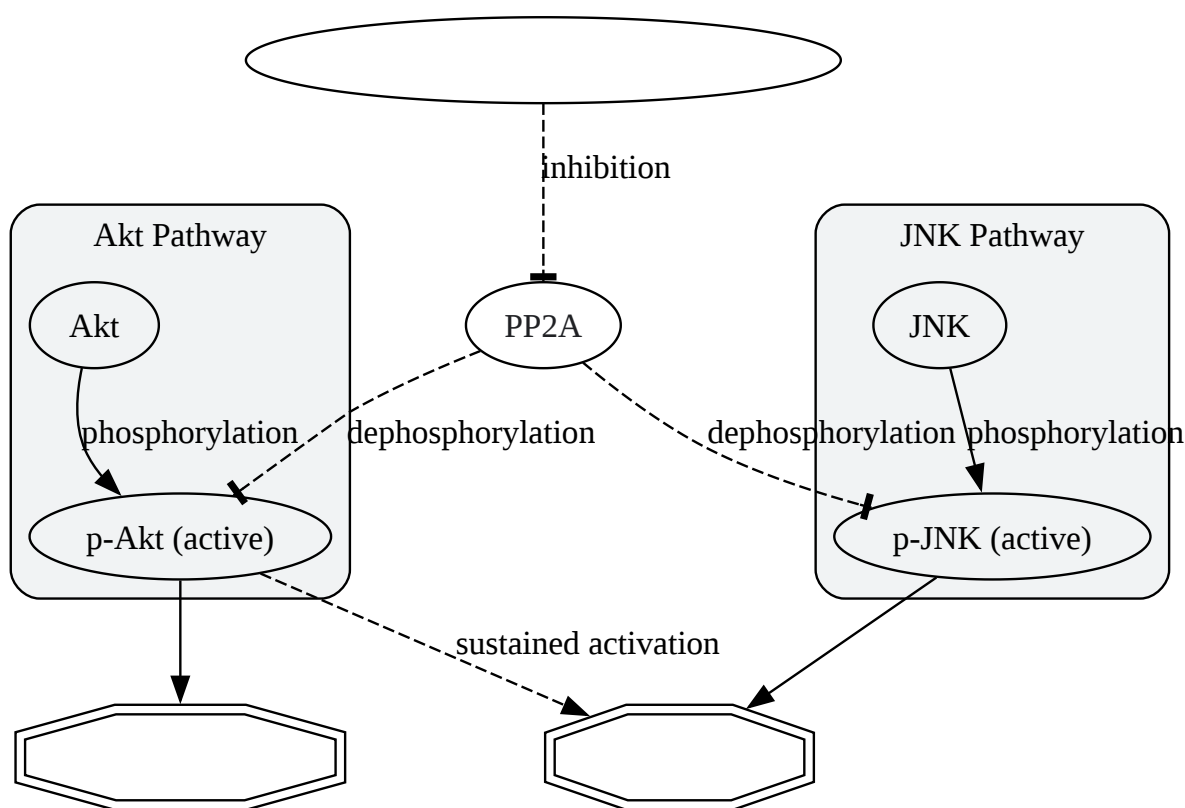 inhibition
Akt Pathway
JNK Pathway
Akt
PP2A
JNK
phosphorylation
dephosphorylation
dephosphorylation
phosphorylation
p-Akt (active)
p-JNK (active)
sustained activation